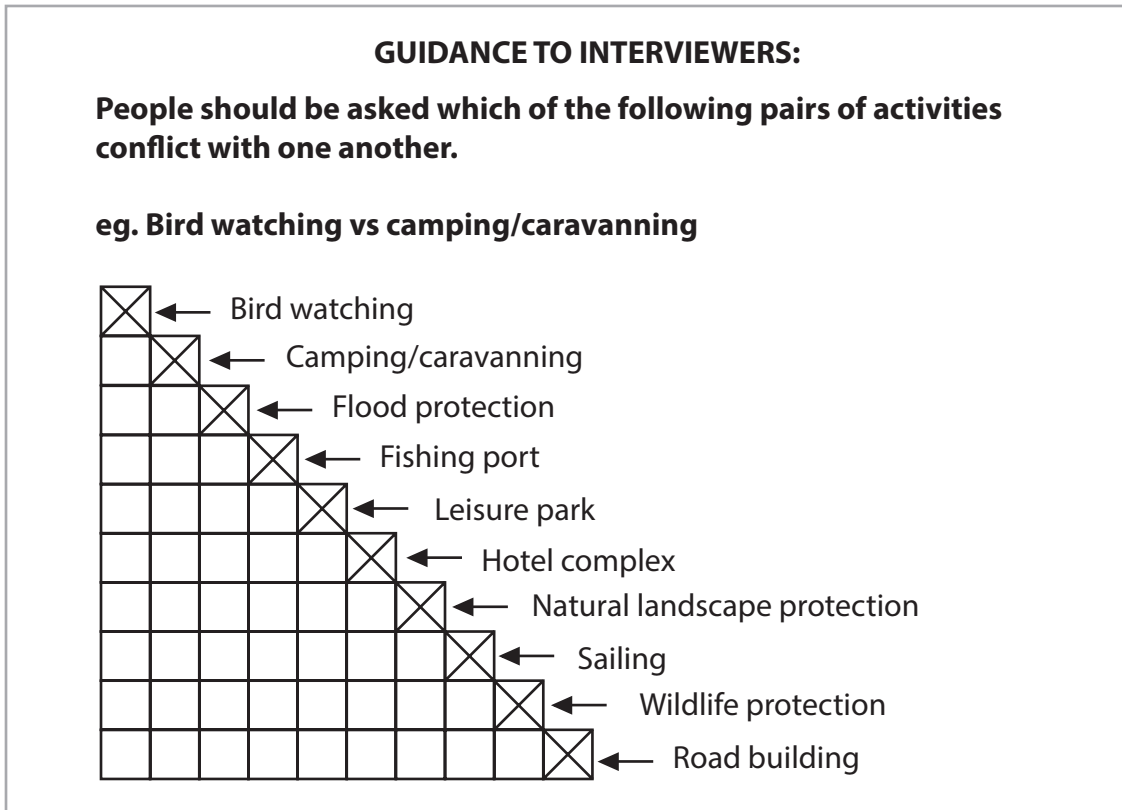 GUIDANCE TO INTERVIEWERS:
People should be asked which of the following pairs of activities
conflict with one another.
eg. Bird watching vs camping/caravanning
Bird watching
Camping/caravanning
Flood protection
Fishing port
Leisure park
Hotel complex
Natural landscape protection
Sailing
Wildlife protection
Road building